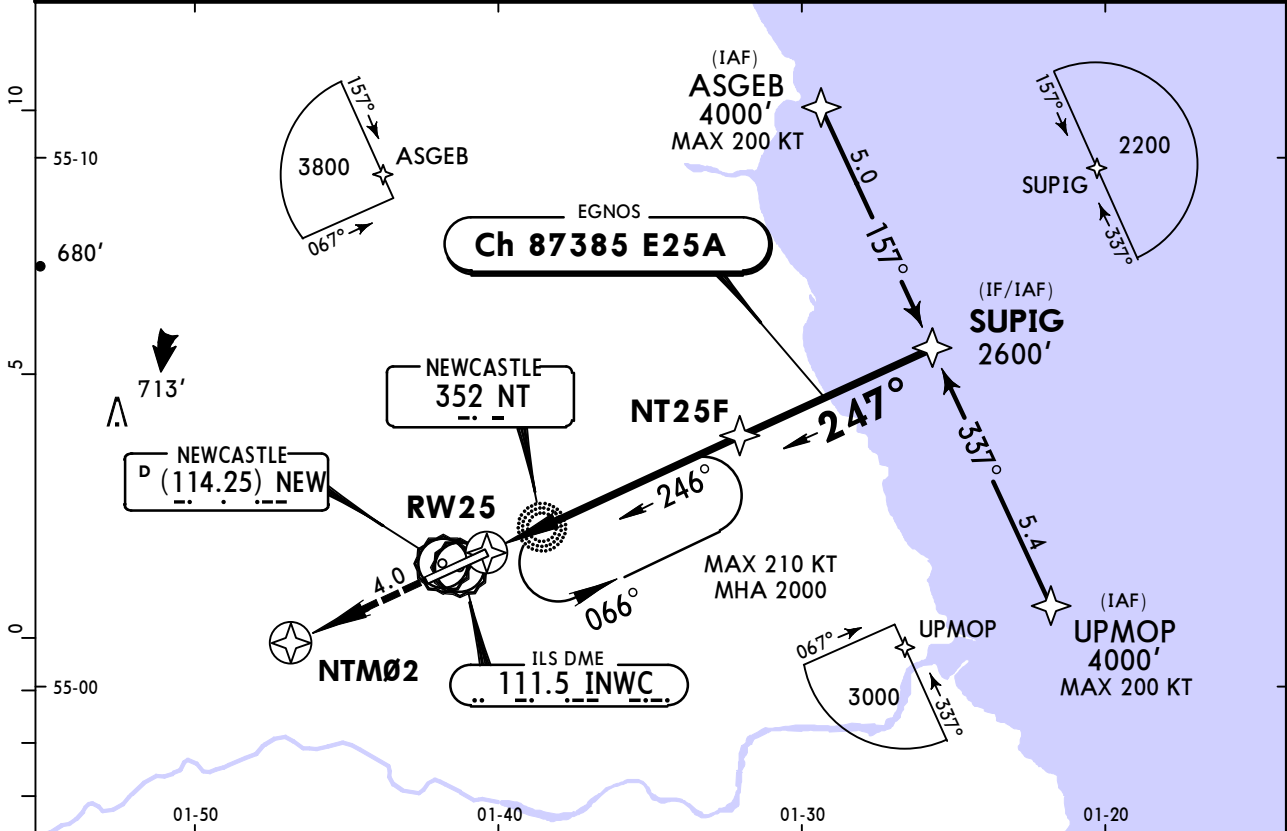 10
55-10
5
0
55-00
680'
713'
157°
3800
ASGEB
067°
(IAF)
ASGEB
4000'
MAX 200 KT
5.0
157°
157°
2200
SUPIG
337°
EGNOS
Ch 87385 E25A
(IF/IAF)
SUPIG
2600'
NEWCASTLE
352 NT
NT25F
247°
337°
NEWCASTLE
D (114.25) NEW
RW25
246°
5.4
4.0
MAX 210 KT
MHA 2000
066°
(IAF)
UPMOP
4000'
MAX 200 KT
NTMØ2
ILS DME
111.5 INWC
067°
UPMOP
3000
337°
01-50
01-40
01-30
01-20